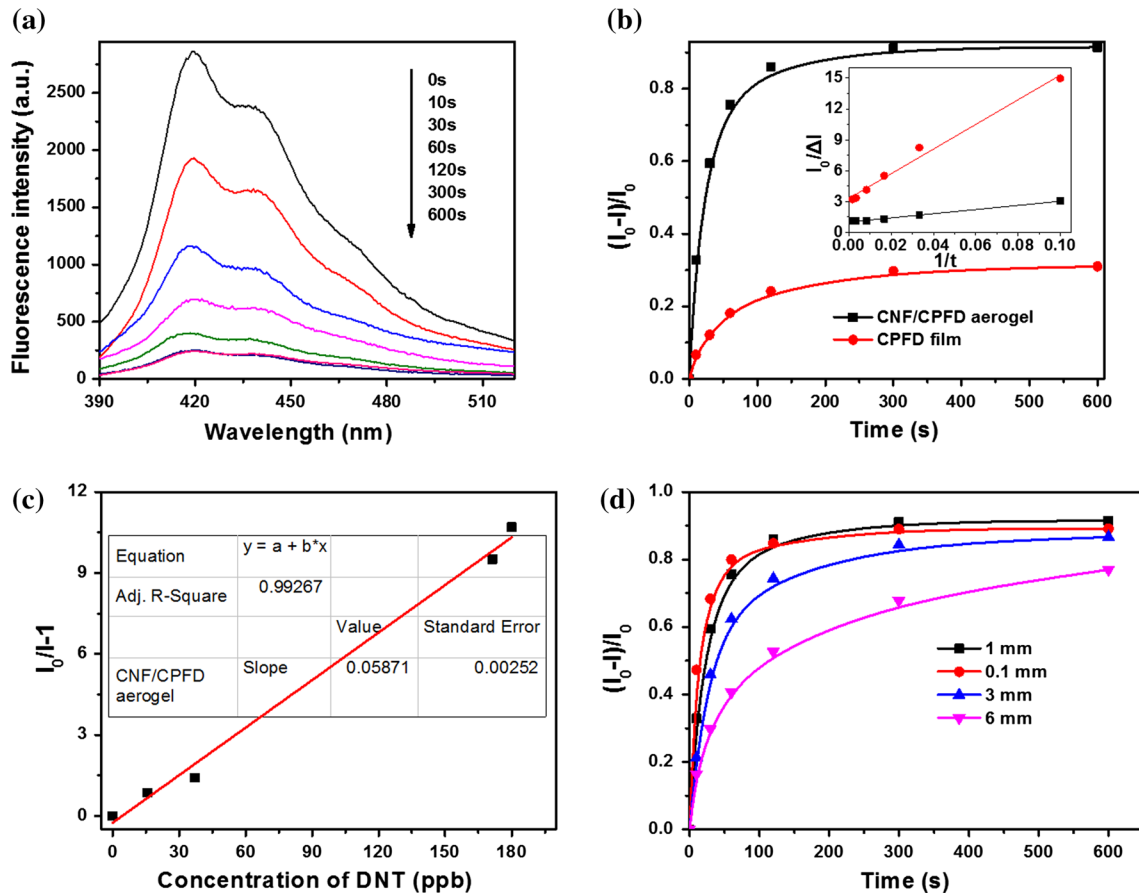 (a)
Fluorescence intensity (a.u.)
2500
2000
1500
1000
500
0
390
420
450
480
510
Wavelength (nm)
0s
10s
30s
60s
120s
300s
600s
(b)
(I0-I)/I0
0.9
0.6
0.3
0.0
0
100
200
300
400
500
600
Time (s)
CNF/CPFD aerogel
CPFD film
I0/ΔI
15
12
9
6
3
0
0.00
0.02
0.04
0.06
0.08
0.10
1/t
(c)
I0/I-1
12
9
6
3
0
0
30
60
90
120
150
180
Concentration of DNT (ppb)
Equation
y = a + b*x
Adj. R-Square
0.99267
Value
Standard Error
CNF/CPFD
aerogel
Slope
0.05871
0.00252
(d)
(I0-I)/I0
1.0
0.8
0.6
0.4
0.2
0.0
0
100
200
300
400
500
600
Time (s)
1 mm
0.1 mm
3 mm
6 mm